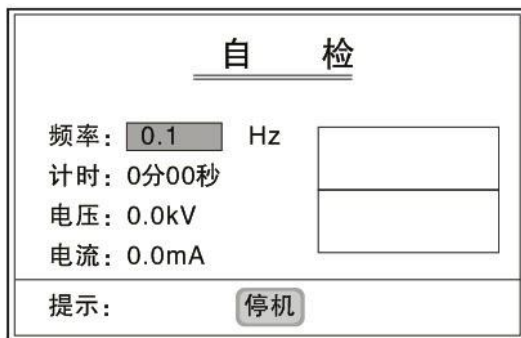 自 检
频率：0.1 Hz
计时：0分00秒
电压：0.0kV
电流：0.0mA
提示： 停机